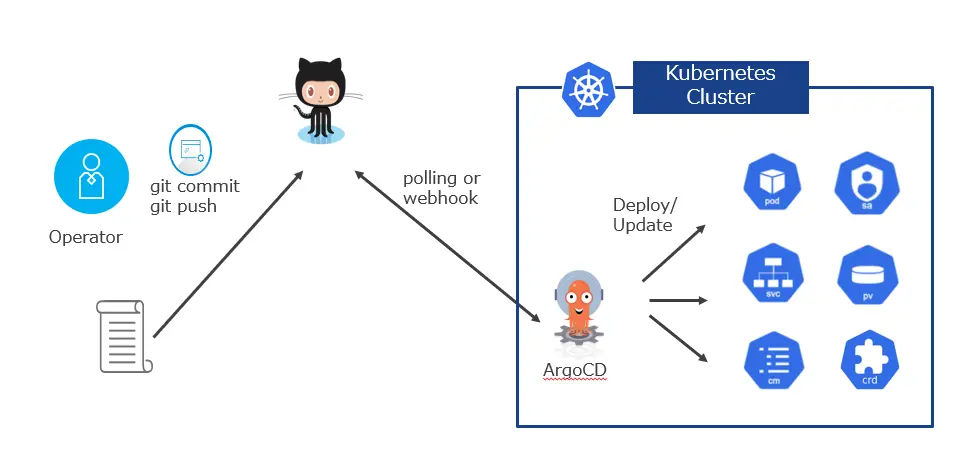 Kubernetes
Cluster
git commit
git push
Operator
polling or
webhook
Deploy/
Update
pod
sa
svc
pv
ArgoCD
cm
crd